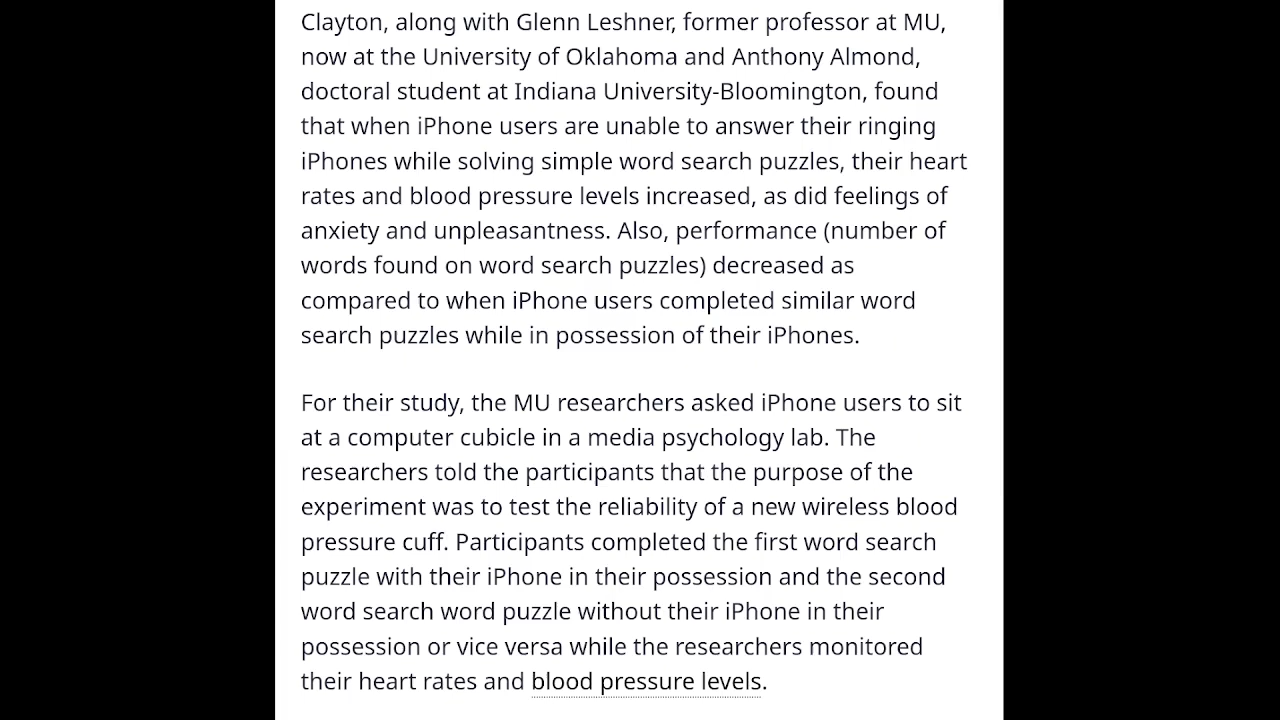 Clayton, along with Glenn Leshner, former professor at MU,
now at the University of Oklahoma and Anthony Almond,
doctoral student at Indiana University-Bloomington, found
that when iPhone users are unable to answer their ringing
iPhones while solving simple word search puzzles, their heart
rates and blood pressure levels increased, as did feelings of
anxiety and unpleasantness. Also, performance (number of
words found on word search puzzles) decreased as
compared to when iPhone users completed similar word
search puzzles while in possession of their iPhones.
For their study, the MU researchers asked iPhone users to sit
at a computer cubicle in a media psychology lab. The
researchers told the participants that the purpose of the
experiment was to test the reliability of a new wireless blood
pressure cuff. Participants completed the first word search
puzzle with their iPhone in their possession and the second
word search word puzzle without their iPhone in their
possession or vice versa while the researchers monitored
their heart rates and blood pressure levels.